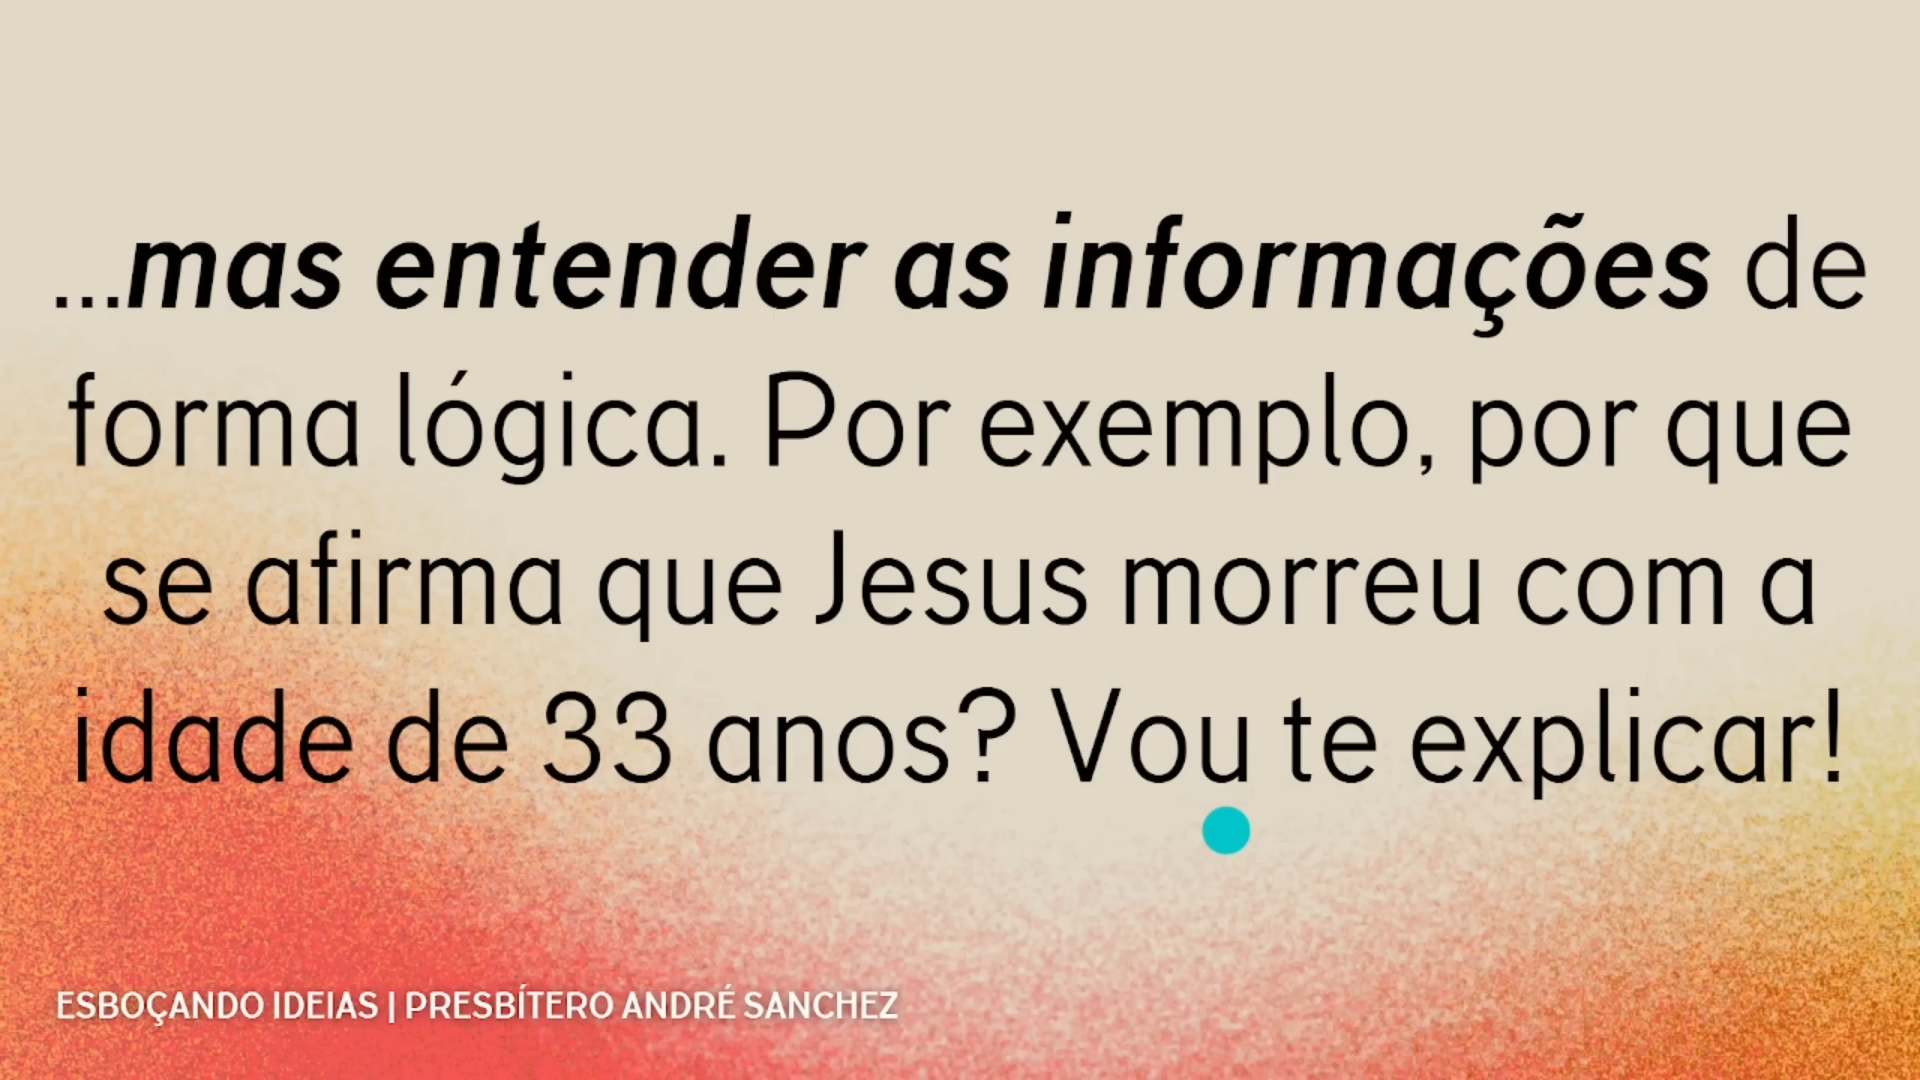 ...mas entender as informações de
forma lógica. Por exemplo, por que
se afirma que Jesus morreu com a
idade de 33 anos? Vou te explicar!
ESBOÇANDO IDEIAS | PRESBÍTERO ANDRÉ SANCHEZ